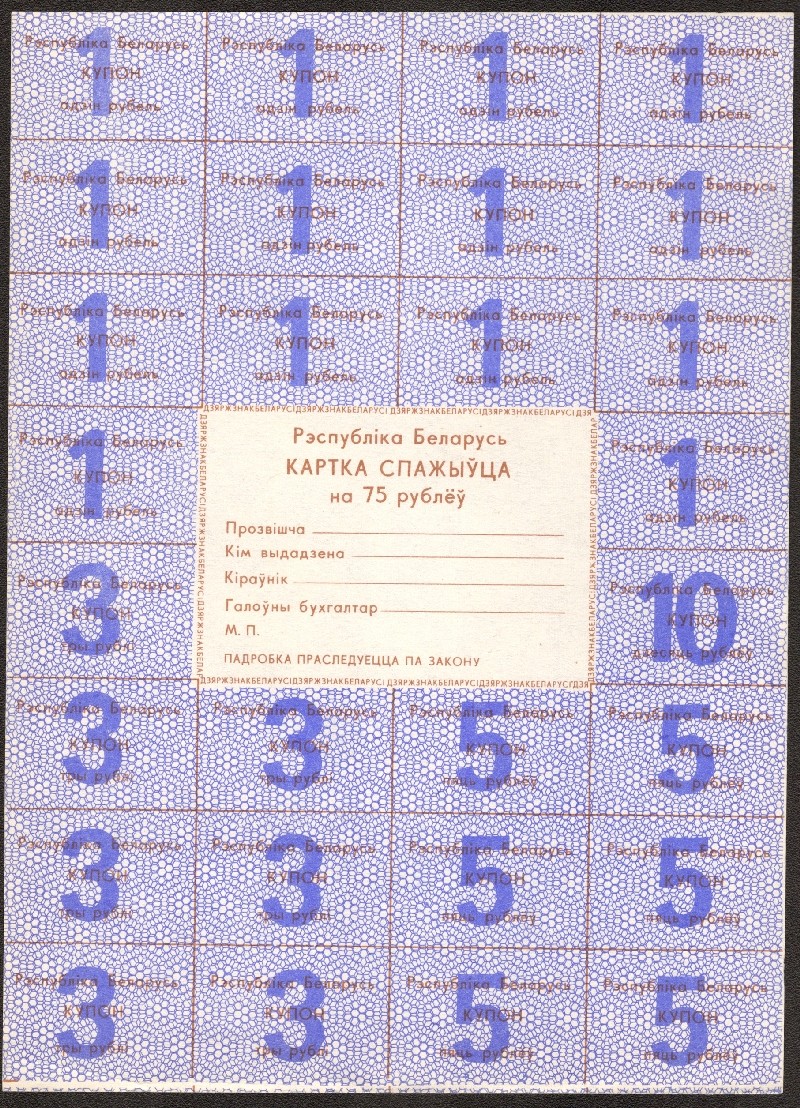 Рэспубліка Беларусь
КУПОН
1
адзін рубель
Рэспубліка Беларусь
КУПОН
1
адзін рубель
Рэспубліка Беларусь
КУПОН
1
адзін рубель
Рэспубліка Беларусь
КУПОН
1
адзін рубель
Рэспубліка Беларусь
КУПОН
1
адзін рубель
Рэспубліка Беларусь
КУПОН
1
адзін рубель
Рэспубліка Беларусь
КУПОН
1
адзін рубель
Рэспубліка Беларусь
КУПОН
1
адзін рубель
Рэспубліка Беларусь
КУПОН
1
адзін рубель
Рэспубліка Беларусь
КУПОН
1
адзін рубель
Рэспубліка Беларусь
КУПОН
1
адзін рубель
Рэспубліка Беларусь
КУПОН
1
адзін рубель
Рэспубліка Беларусь
КУПОН
1
адзін рубель
ДЗЯРЖЗНАКБЕЛАРУСІДЗЯРЖЗНАКБЕЛАРУСІ ДЗЯРЖЗНАКБЕЛАРУСІДЗЯРЖЗНАКБЕЛАРУСІДЗЯ
ДЗЯРЖЗНАКБЕЛАРУСІДЗЯРЖЗНАКБЕЛАРУСІДЗЯРЖЗНАКБЕЛА
Рэспубліка Беларусь
КАРТКА СПАЖЫЎЦА
на 75 рублёў
Прозвішча
Кім выдадзена
Кіраўнік
Галоўны бухгалтар
М. П.
ПАДРОБКА ПРАСЛЕДУЕЦЦА ПА ЗАКОНУ
ДЗЯРЖЗНАКБЕЛАРУСІДЗЯРЖЗНАКБЕЛАРУСІДЗЯРЖЗНАКБЕЛАР
ДЗЯРЖЗНАКБЕЛАРУСІДЗЯРЖЗНАКБЕЛАРУСІ ДЗЯРЖЗНАКБЕЛАРУСІДЗЯРЖЗНАКБЕЛАРУСІДЗЯ
Рэспубліка Беларусь
КУПОН
1
адзін рубель
Рэспубліка Беларусь
КУПОН
3
тры рублі
Рэспубліка Беларусь
КУПОН
10
дзесяць рублёў
Рэспубліка Беларусь
КУПОН
3
тры рублі
Рэспубліка Беларусь
КУПОН
3
тры рублі
Рэспубліка Беларусь
КУПОН
5
пяць рублёў
Рэспубліка Беларусь
КУПОН
5
пяць рублёў
Рэспубліка Беларусь
КУПОН
3
тры рублі
Рэспубліка Беларусь
КУПОН
3
тры рублі
Рэспубліка Беларусь
КУПОН
5
пяць рублёў
Рэспубліка Беларусь
КУПОН
5
пяць рублёў
Рэспубліка Беларусь
КУПОН
3
тры рублі
Рэспубліка Беларусь
КУПОН
3
тры рублі
Рэспубліка Беларусь
КУПОН
5
пяць рублёў
Рэспубліка Беларусь
КУПОН
5
пяць рублёў